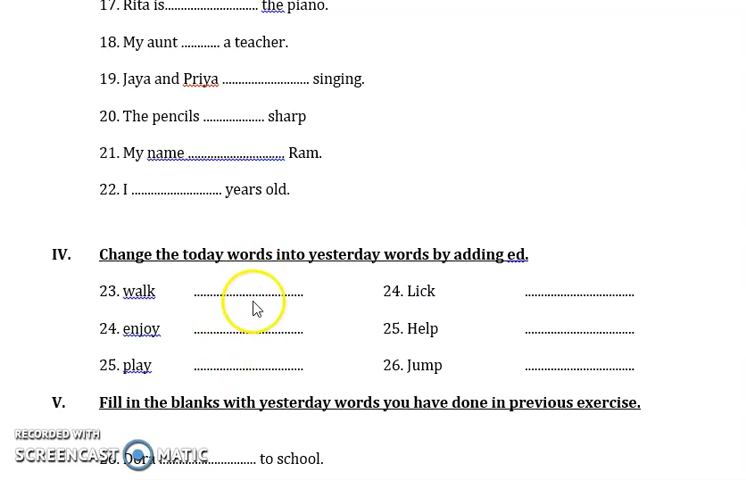 17. Rita is............................. the piano.
18. My aunt ............ a teacher.
19. Jaya and Priya ........................... singing.
20. The pencils ................... sharp
21. My name .............................. Ram.
22. I ............................ years old.
IV. Change the today words into yesterday words by adding ed.
23. walk .................................. 24. Lick ..................................
24. enjoy .................................. 25. Help ..................................
25. play .................................. 26. Jump ..................................
V. Fill in the blanks with yesterday words you have done in previous exercise.
RECORDED WITH
SCREENCAST MATIC
26. Dora .............................. to school.